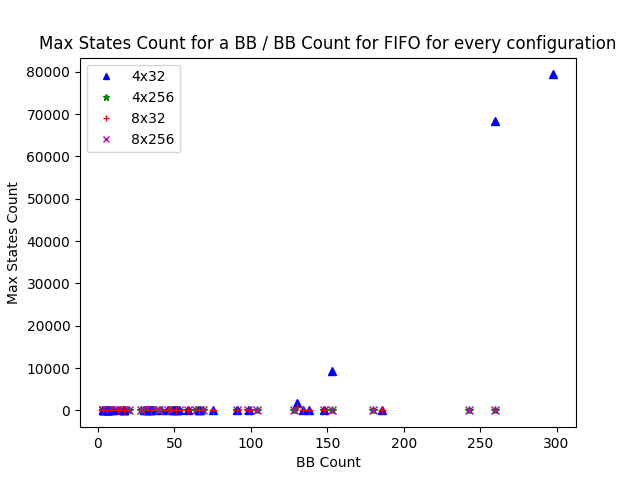 Max States Count for a BB / BB Count for FIFO for every configuration
80000
70000
60000
50000
40000
30000
20000
10000
0
Max States Count
4x32
4x256
8x32
8x256
0 50 100 150 200 250 300
BB Count